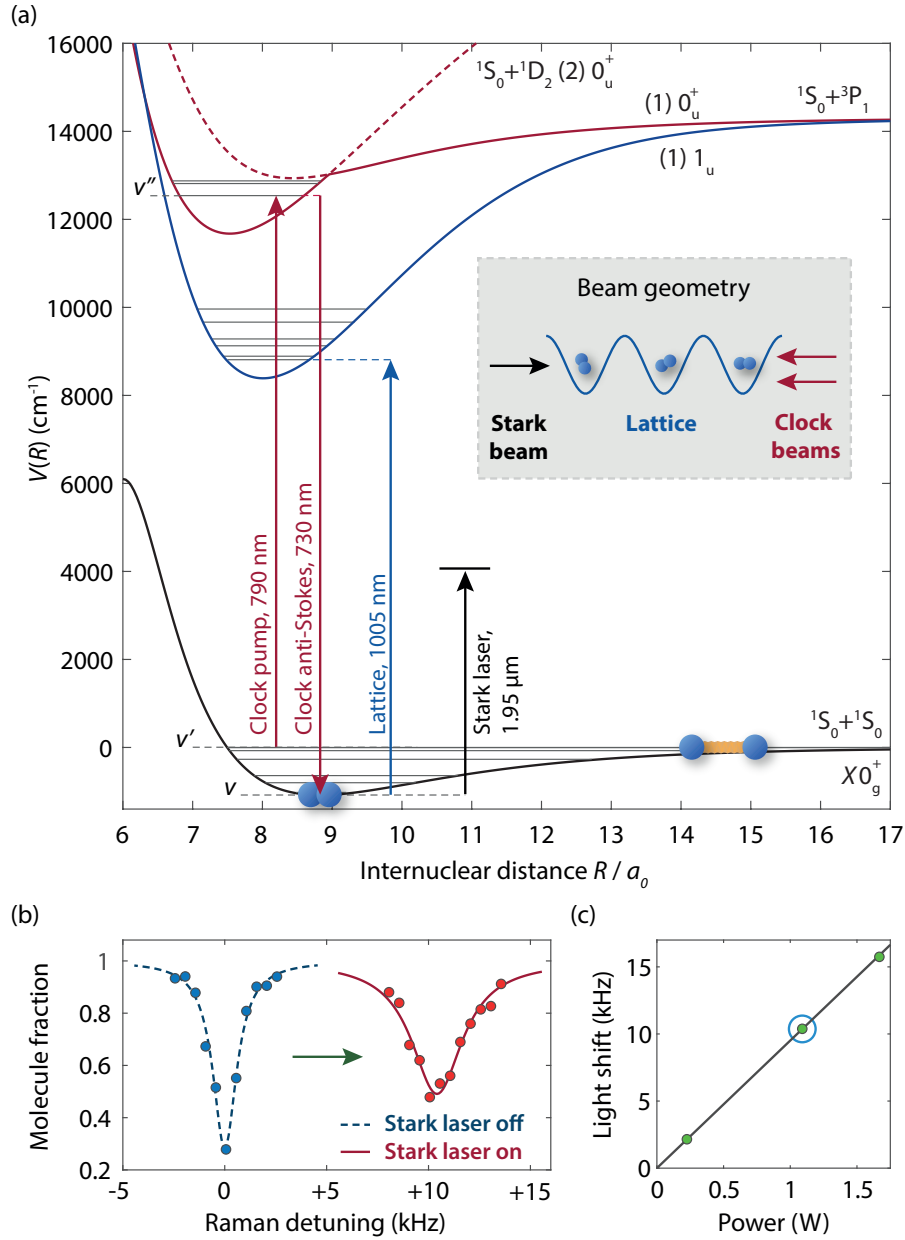 (a)
16000
14000
12000
10000
8000
6000
4000
2000
0
V(R) (cm⁻¹)
¹S₀+¹D₂ (2) 0ᵤ⁺
(1) 0ᵤ⁺
¹S₀+³P₁
(1) 1ᵤ
v″
Beam geometry
Stark
beam
Lattice
Clock
beams
Clock pump, 790 nm
Clock anti-Stokes, 730 nm
Lattice, 1005 nm
Stark laser,
1.95 μm
v′
v
¹S₀+¹S₀
X0g⁺
6 7 8 9 10 11 12 13 14 15 16 17
Internuclear distance R / a₀
(b)
1
0.8
0.6
0.4
0.2
Molecule fraction
Stark laser off
Stark laser on
-5 0 +5 +10 +15
Raman detuning (kHz)
(c)
15
10
5
0
Light shift (kHz)
0 0.5 1 1.5
Power (W)